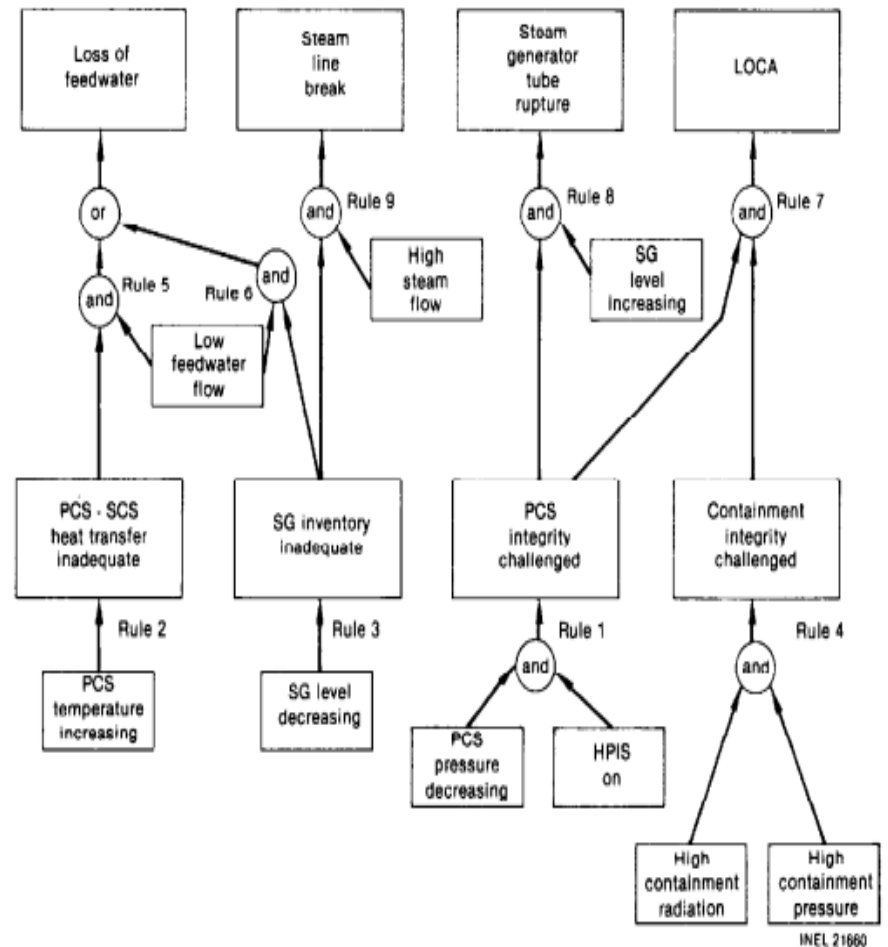 Loss of
feedwater
Steam
line
break
Steam
generator
tube
rupture
LOCA
or
and
Rule 9
and
Rule 8
and
Rule 7
and
Rule 5
Rule 6
and
High
steam
flow
SG
level
increasing
Low
feedwater
flow
PCS - SCS
heat transfer
inadequate
SG inventory
inadequate
PCS
integrity
challenged
Containment
integrity
challenged
Rule 2
Rule 3
Rule 1
Rule 4
and
and
PCS
temperature
increasing
SG level
decreasing
PCS
pressure
decreasing
HPIS
on
High
containment
radiation
High
containment
pressure
INEL 21860